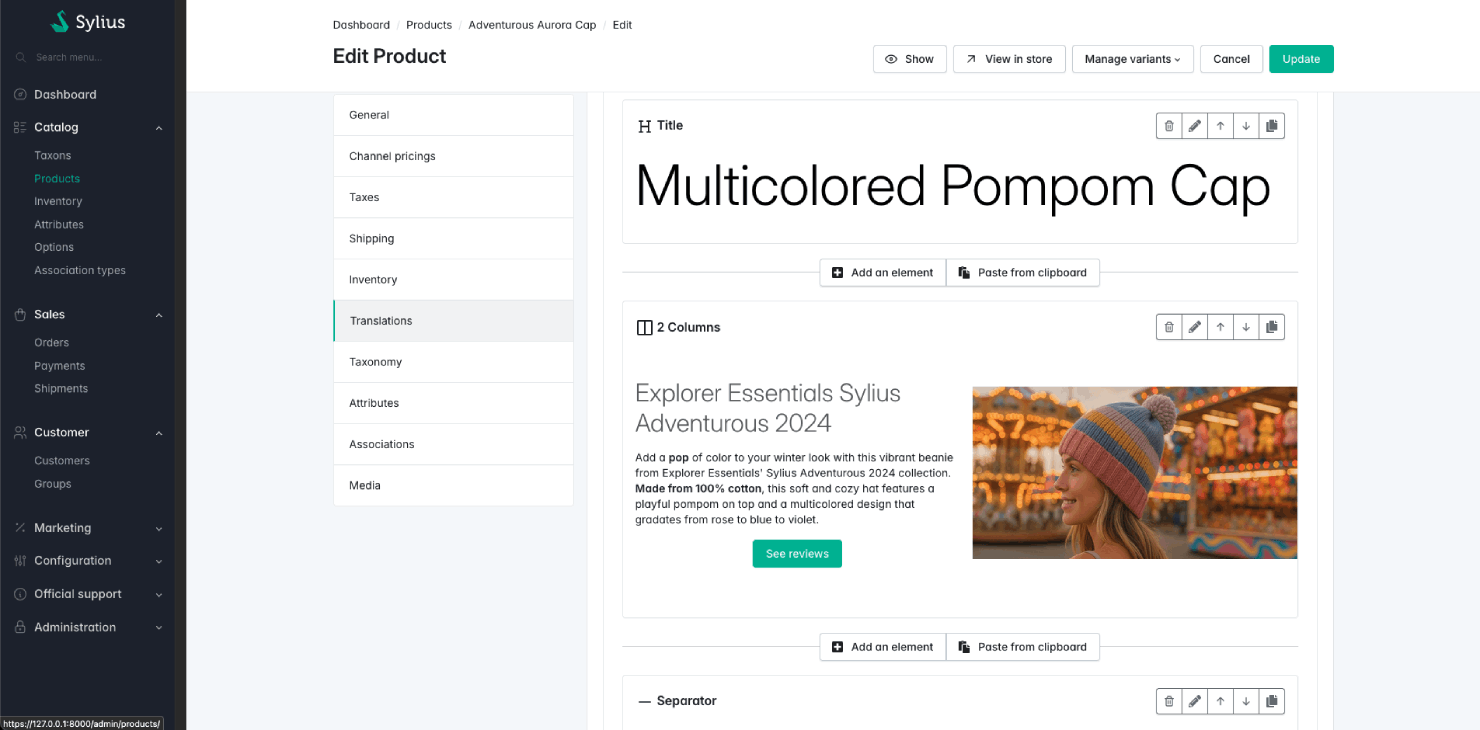 Sylius
Search menu...
Dashboard
Catalog
Taxons
Products
Inventory
Attributes
Options
Association types
Sales
Orders
Payments
Shipments
Customer
Customers
Groups
Marketing
Configuration
Official support
Administration
https://127.0.0.1:8000/admin/products/
Dashboard / Products / Adventurous Aurora Cap / Edit
Edit Product
Show
View in store
Manage variants
Cancel
Update
General
Channel pricings
Taxes
Shipping
Inventory
Translations
Taxonomy
Attributes
Associations
Media
Title
Multicolored Pompom Cap
Add an element
Paste from clipboard
2 Columns
Explorer Essentials Sylius
Adventurous 2024
Add a pop of color to your winter look with this vibrant beanie
from Explorer Essentials' Sylius Adventurous 2024 collection.
Made from 100% cotton, this soft and cozy hat features a
playful pompom on top and a multicolored design that
gradates from rose to blue to violet.
See reviews
Add an element
Paste from clipboard
Separator